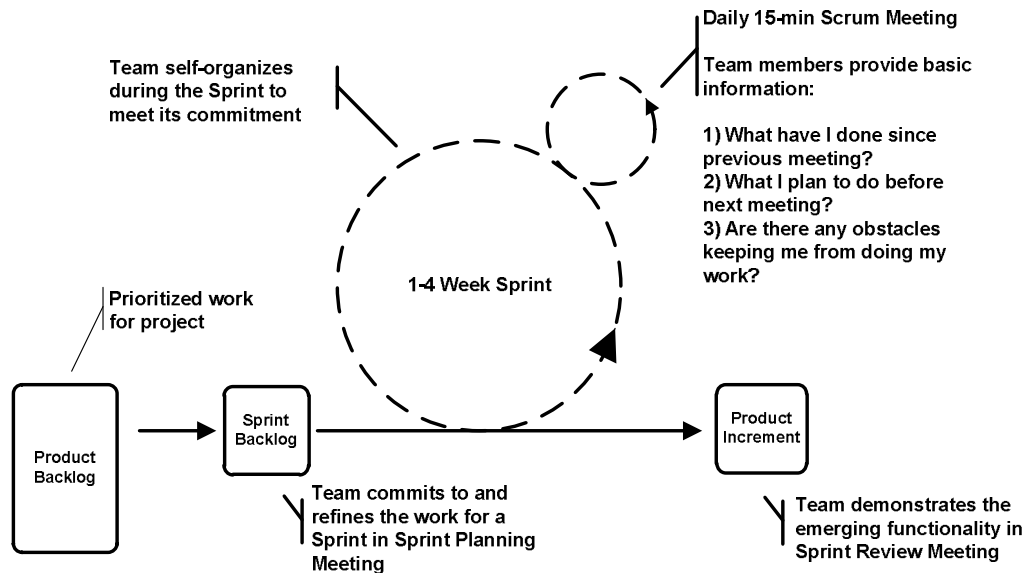 Daily 15-min Scrum Meeting
Team members provide basic
information:
1) What have I done since
previous meeting?
2) What I plan to do before
next meeting?
3) Are there any obstacles
keeping me from doing my
work?
Team self-organizes
during the Sprint to
meet its commitment
1-4 Week Sprint
Prioritized work
for project
Product
Backlog
Sprint
Backlog
Product
Increment
Team commits to and
refines the work for a
Sprint in Sprint Planning
Meeting
Team demonstrates the
emerging functionality in
Sprint Review Meeting